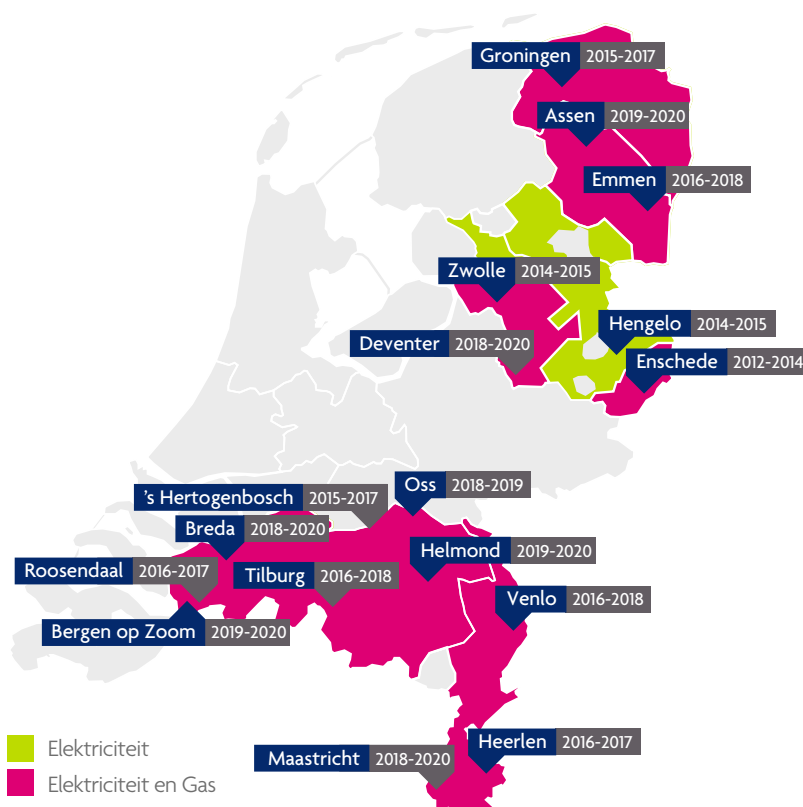 Groningen 2015-2017
Assen 2019-2020
Emmen 2016-2018
Zwolle 2014-2015
Hengelo 2014-2015
Deventer 2018-2020
Enschede 2012-2014
Oss 2018-2019
's Hertogenbosch 2015-2017
Breda 2018-2020
Helmond 2019-2020
Roosendaal 2016-2017
Tilburg 2016-2018
Venlo 2016-2018
Bergen op Zoom 2019-2020
Heerlen 2016-2017
Maastricht 2018-2020
Elektriciteit
Elektriciteit en Gas